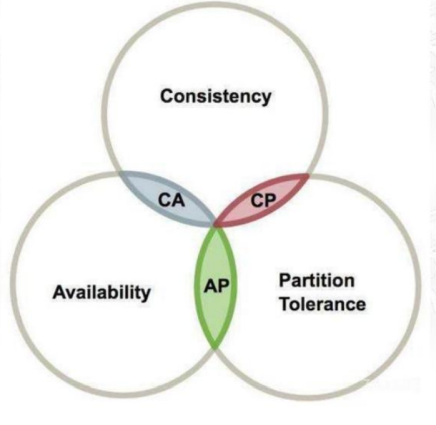 Consistency
CA
CP
Availability
AP
Partition
Tolerance